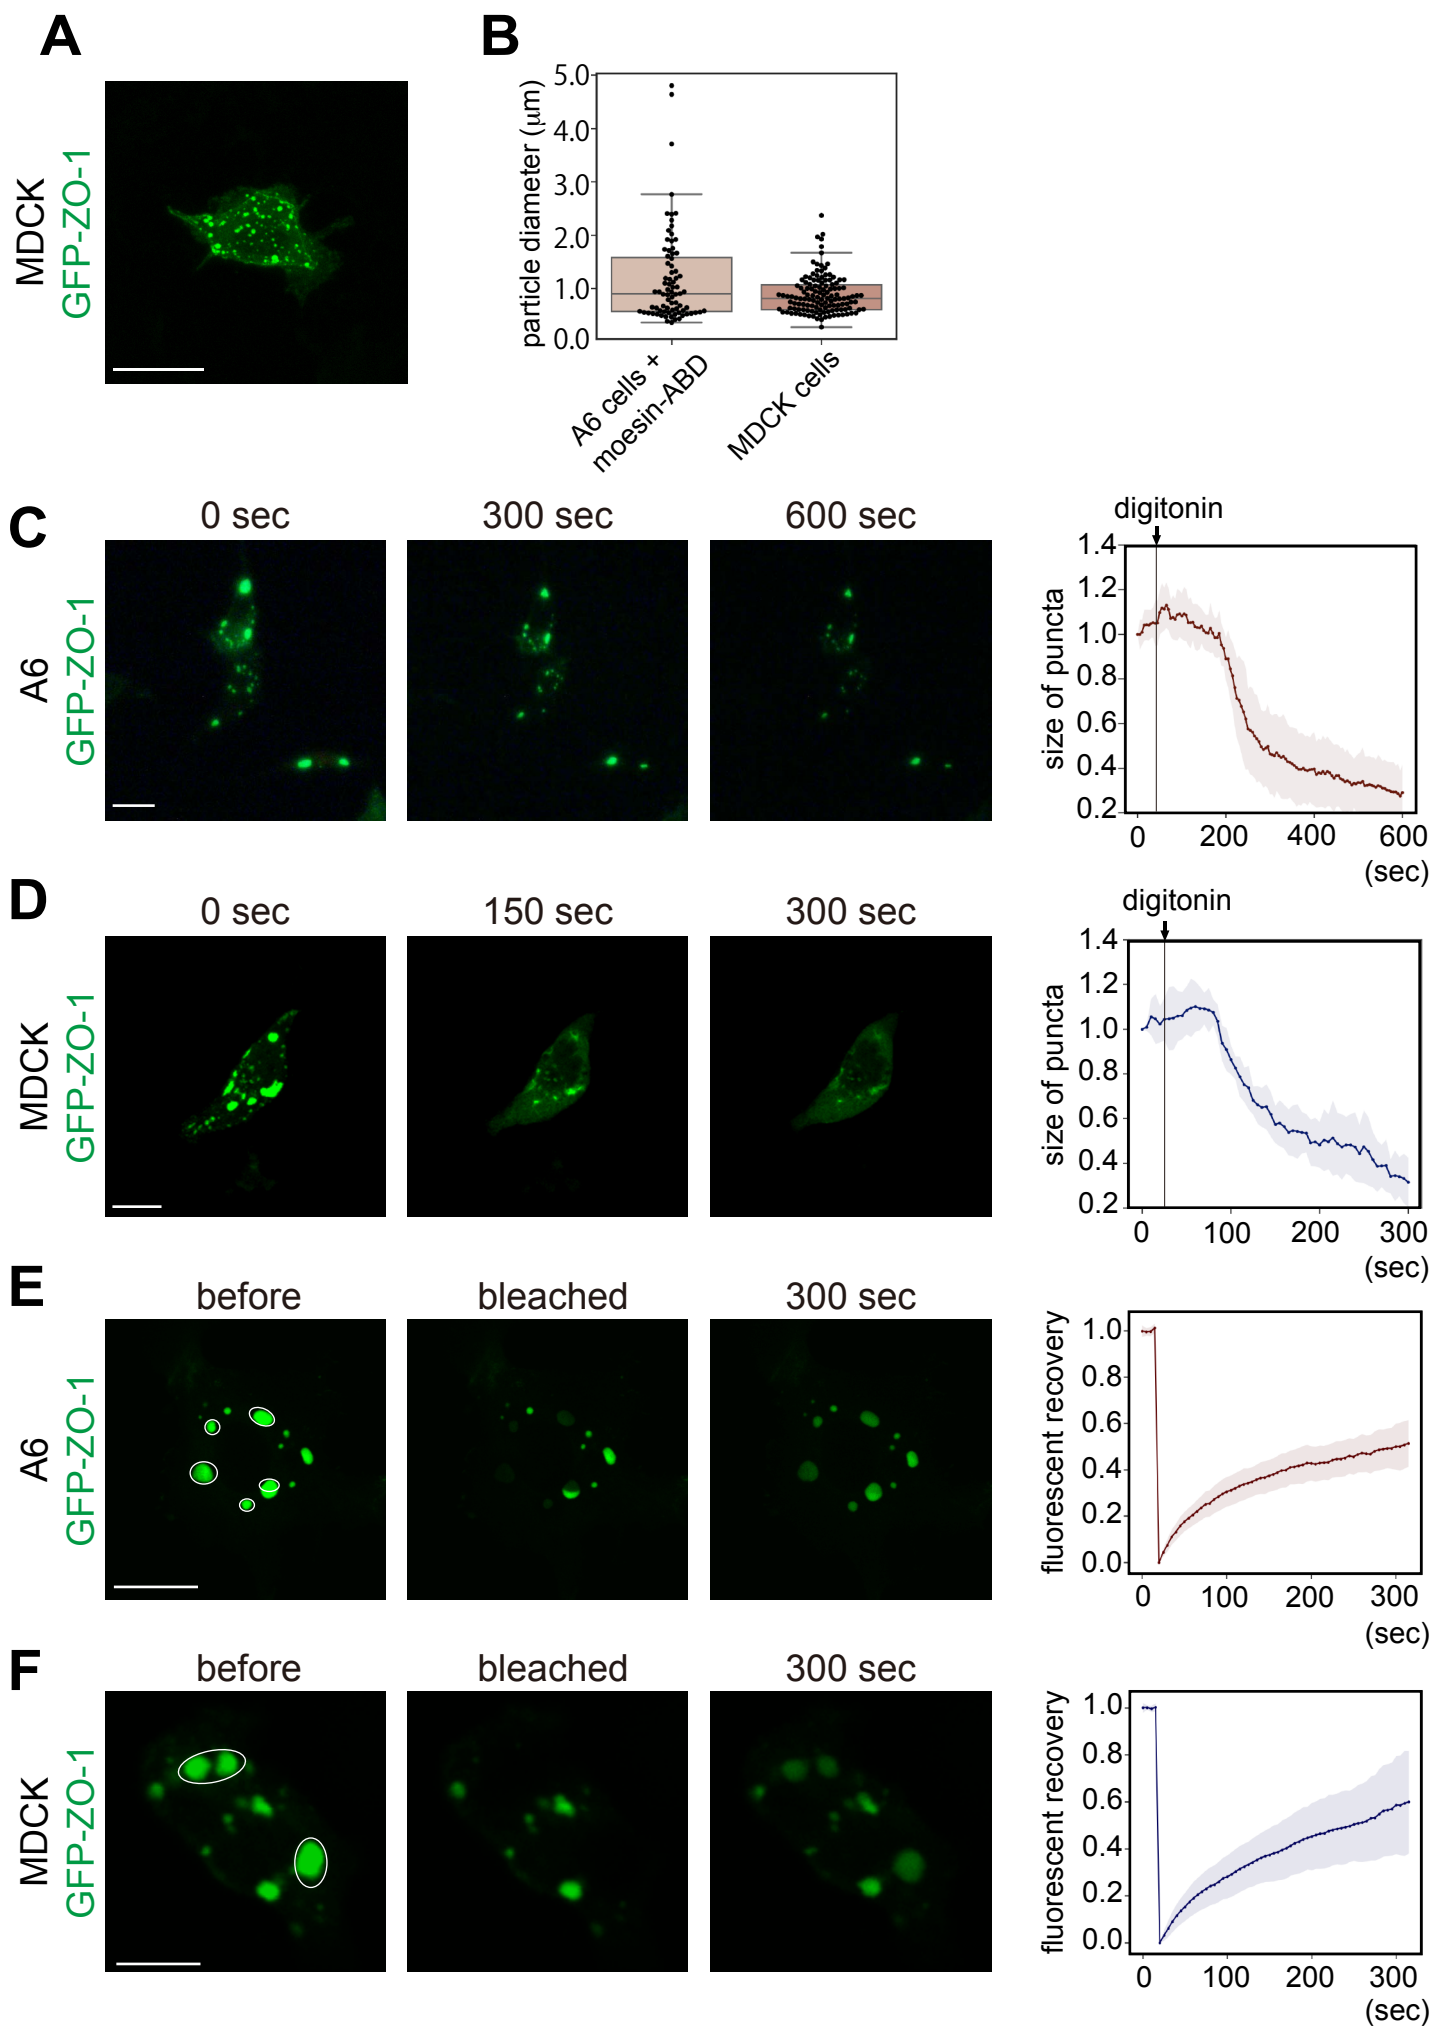 A
MDCK
GFP-ZO-1
B
particle diameter (μm)
5.0
4.0
3.0
2.0
1.0
0.0
A6 cells +
moesin-ABD
MDCK cells
C
A6
GFP-ZO-1
0 sec
300 sec
600 sec
digitonin
size of puncta
1.4
1.2
1.0
0.8
0.6
0.4
0.2
0 200 400 600
(sec)
D
MDCK
GFP-ZO-1
0 sec
150 sec
300 sec
digitonin
size of puncta
1.4
1.2
1.0
0.8
0.6
0.4
0.2
0 100 200 300
(sec)
E
A6
GFP-ZO-1
before
bleached
300 sec
fluorescent recovery
1.0
0.8
0.6
0.4
0.2
0.0
0 100 200 300
(sec)
F
MDCK
GFP-ZO-1
before
bleached
300 sec
fluorescent recovery
1.0
0.8
0.6
0.4
0.2
0.0
0 100 200 300
(sec)